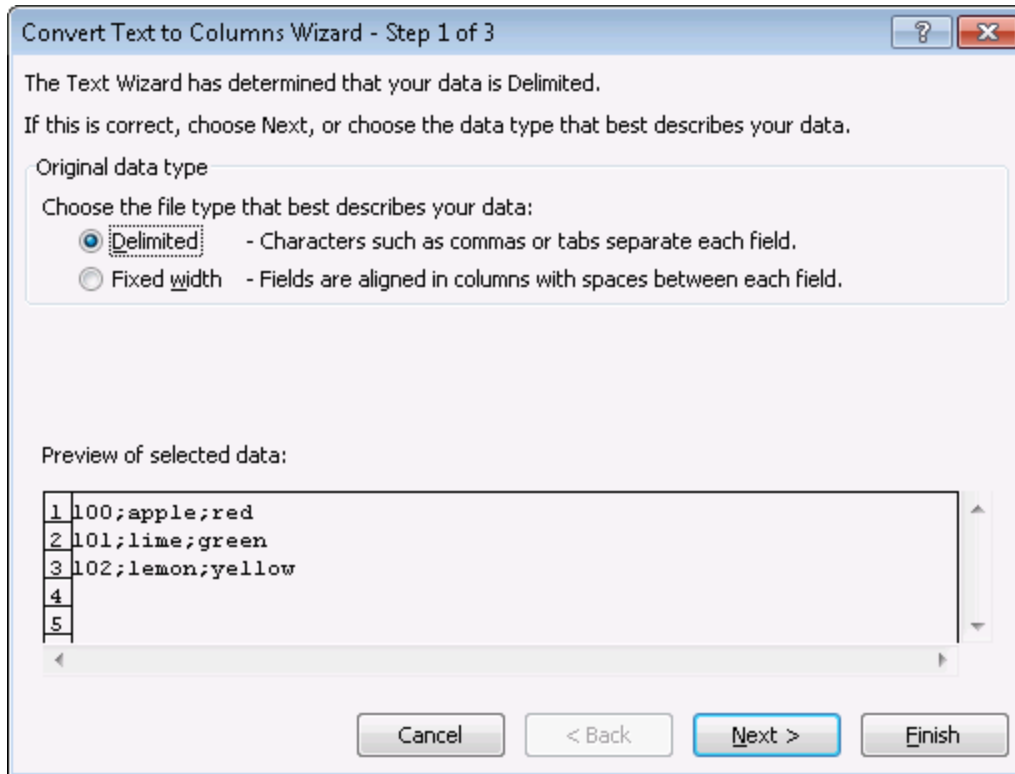 Convert Text to Columns Wizard - Step 1 of 3
The Text Wizard has determined that your data is Delimited.
If this is correct, choose Next, or choose the data type that best describes your data.
Original data type
Choose the file type that best describes your data:
Delimited - Characters such as commas or tabs separate each field.
Fixed width - Fields are aligned in columns with spaces between each field.
Preview of selected data:
1 100;apple;red
2 101;lime;green
3 102;lemon;yellow
4
5
Cancel < Back Next > Finish